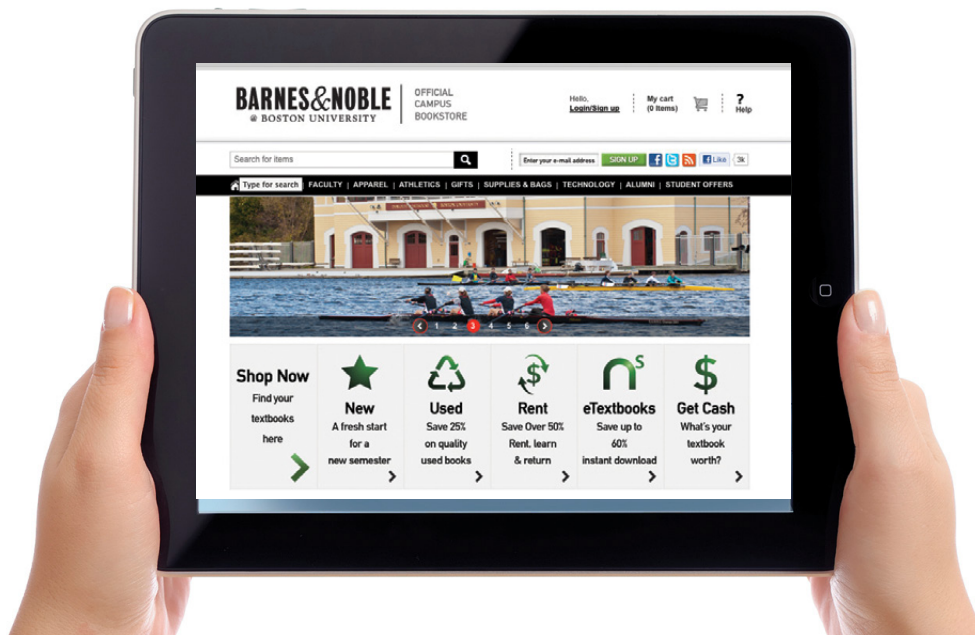 BARNES&NOBLE
@ BOSTON UNIVERSITY
OFFICIAL
CAMPUS
BOOKSTORE
Hello,
Login/Sign up
My cart
(0 Items)
?
Help
Search for items
Enter your e-mail address
SIGN UP
Like
3k
Type for search | FACULTY | APPAREL | ATHLETICS | GIFTS | SUPPLIES & BAGS | TECHNOLOGY | ALUMNI | STUDENT OFFERS
1 2 3 4 5 6
Shop Now
Find your
textbooks
here
New
A fresh start
for a
new semester
Used
Save 25%
on quality
used books
$
Rent
Save Over 50%
Rent, learn
& return
n s
eTextbooks
Save up to
60%
instant download
$
Get Cash
What's your
textbook
worth?